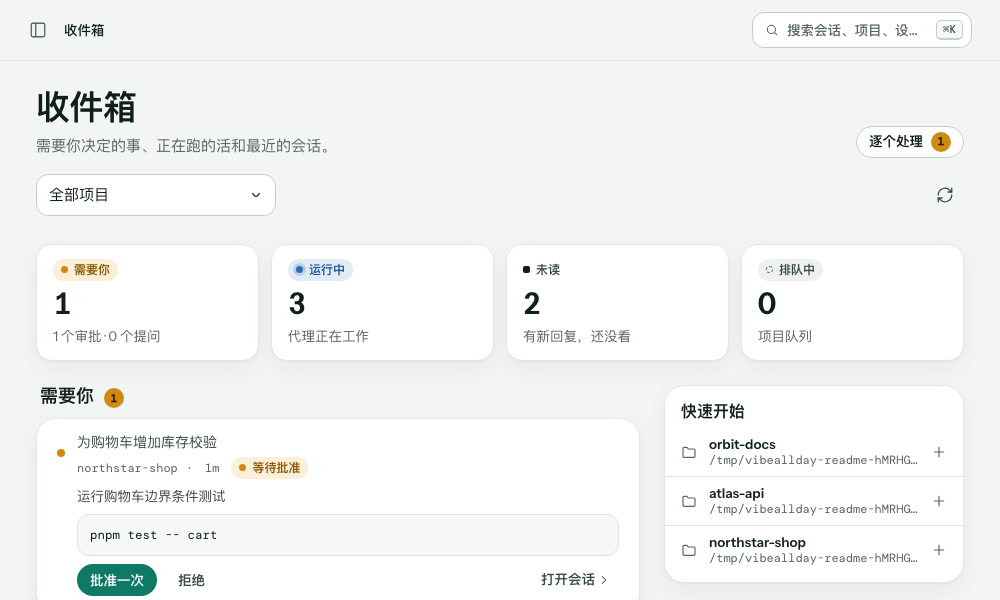 收件箱
搜索会话、项目、设… ⌘K
收件箱
需要你决定的事、正在跑的活和最近的会话。
逐个处理 1
全部项目
需要你
1
1 个审批 · 0 个提问
运行中
3
代理正在工作
未读
2
有新回复，还没看
排队中
0
项目队列
需要你 1
为购物车增加库存校验
northstar-shop · 1m 等待批准
运行购物车边界条件测试
pnpm test -- cart
批准一次 拒绝 打开会话
快速开始
orbit-docs
/tmp/vibeallday-readme-hMRHG…
atlas-api
/tmp/vibeallday-readme-hMRHG…
northstar-shop
/tmp/vibeallday-readme-hMRHG…